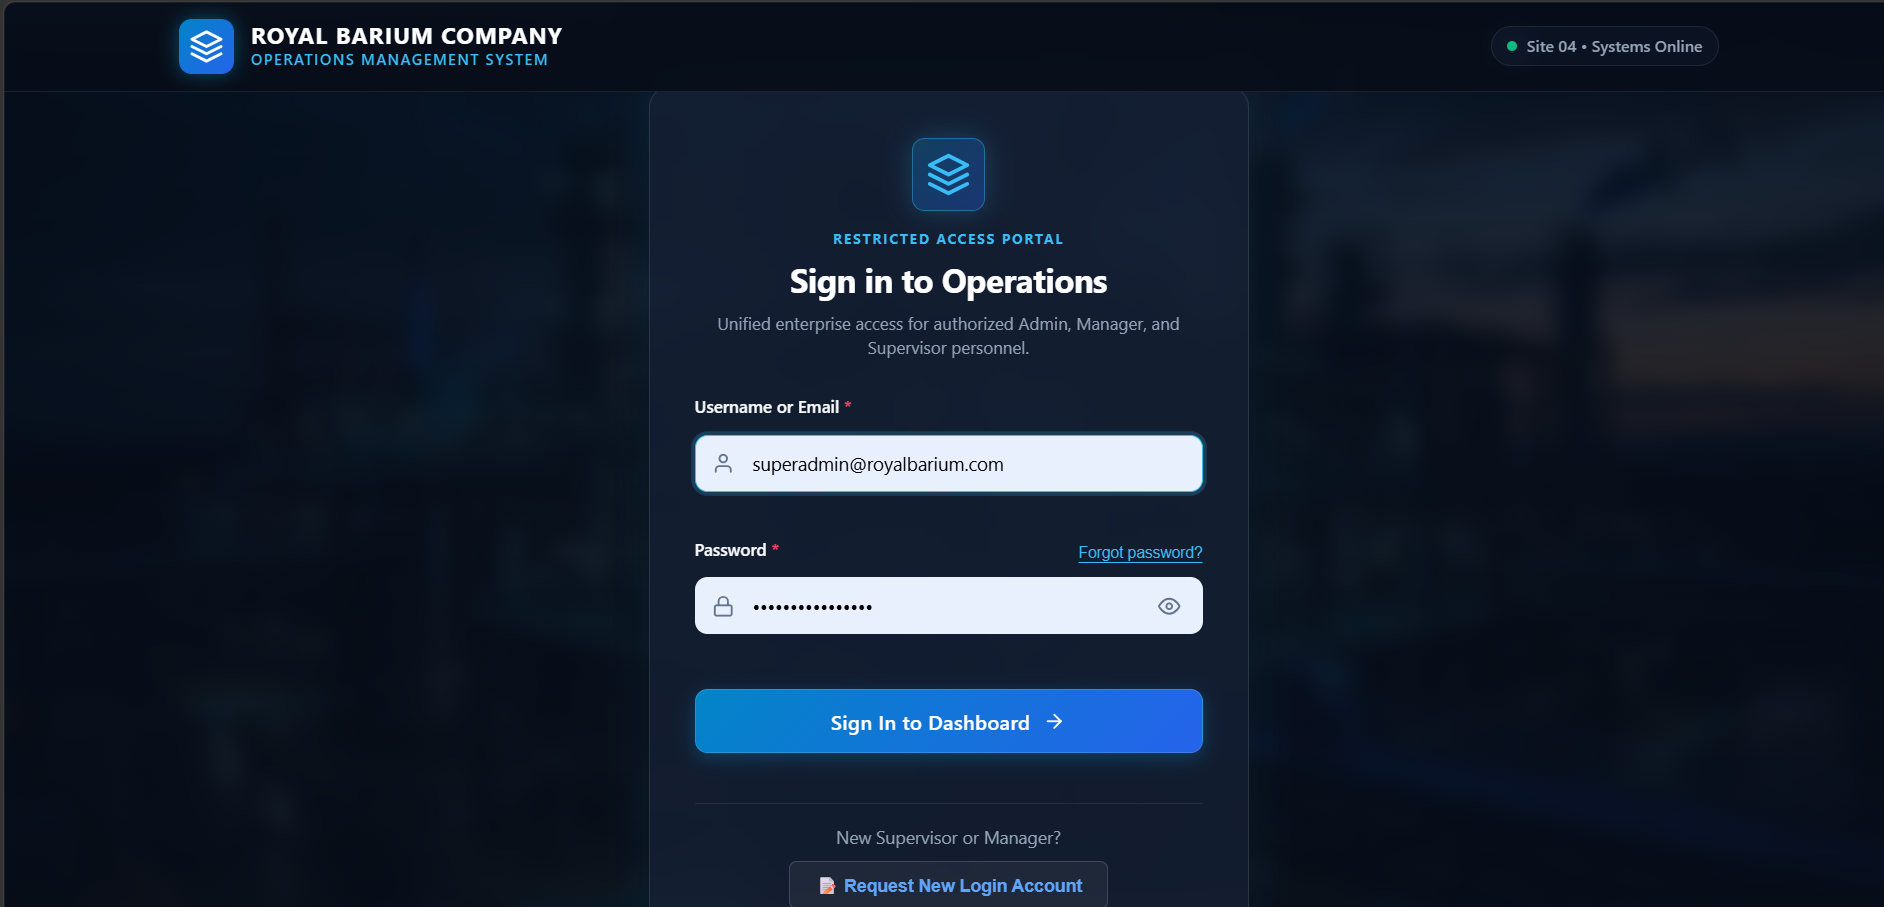 ROYAL BARIUM COMPANY
OPERATIONS MANAGEMENT SYSTEM
Site 04 • Systems Online
RESTRICTED ACCESS PORTAL
Sign in to Operations
Unified enterprise access for authorized Admin, Manager, and
Supervisor personnel.
Username or Email *
superadmin@royalbarium.com
Password *
Forgot password?
••••••••••••••••
Sign In to Dashboard →
New Supervisor or Manager?
📝 Request New Login Account